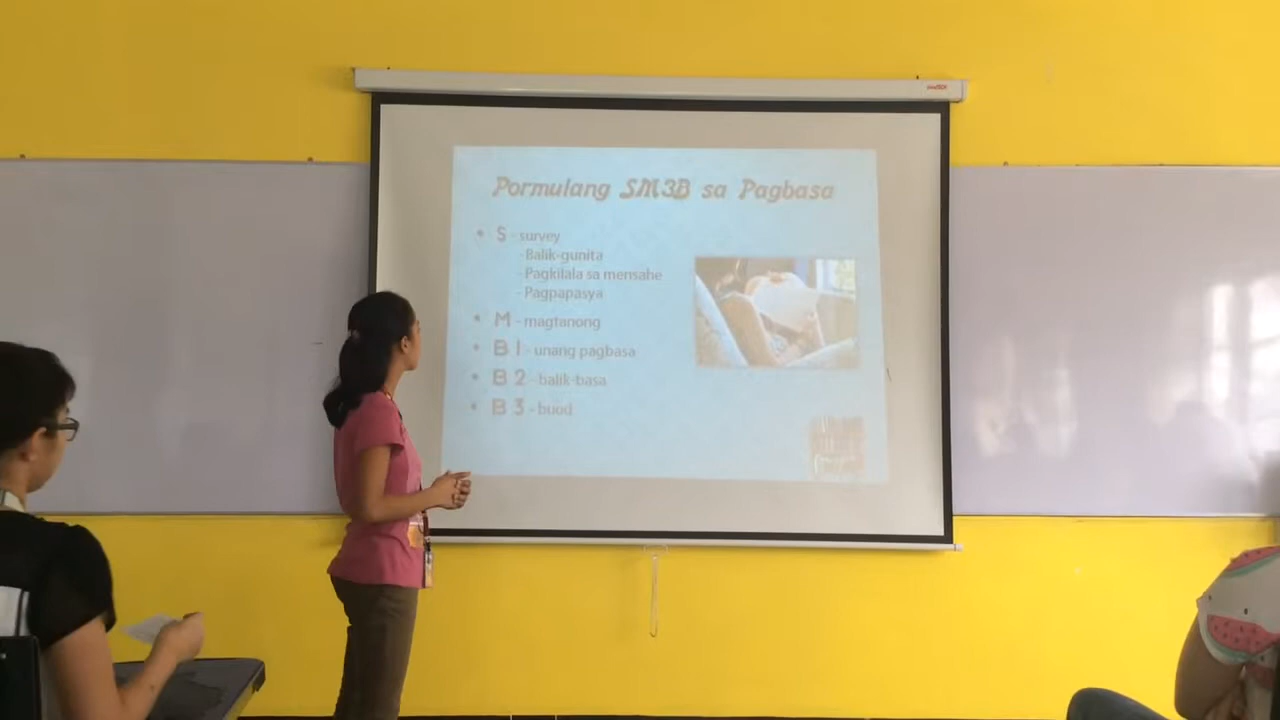 Pormulang SM3B sa Pagbasa
• S - survey
- Balik-gunita
- Pagkilala sa mensahe
- Pagpapasya
• M - magtanong
• B 1 - unang pagbasa
• B 2 - balik-basa
• B 3 - buod